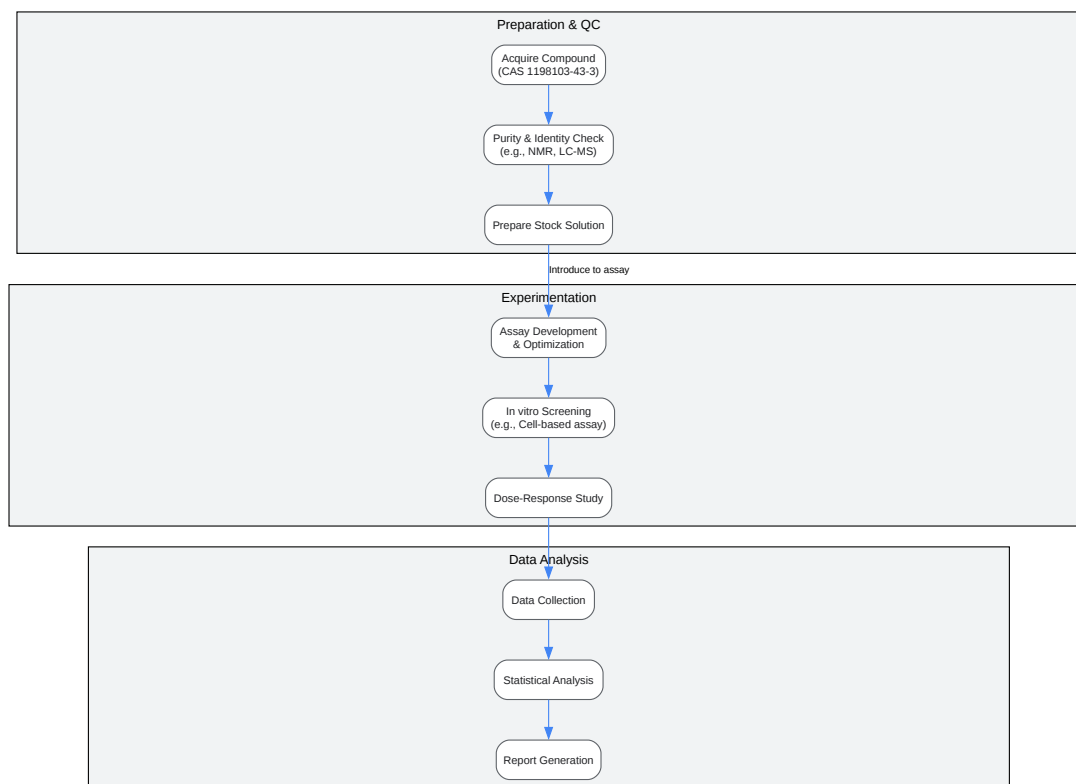 Preparation & QC
Acquire Compound
(CAS 1198103-43-3)
Purity & Identity Check
(e.g., NMR, LC-MS)
Prepare Stock Solution
Introduce to assay
Experimentation
Assay Development
& Optimization
In vitro Screening
(e.g., Cell-based assay)
Dose-Response Study
Data Analysis
Data Collection
Statistical Analysis
Report Generation